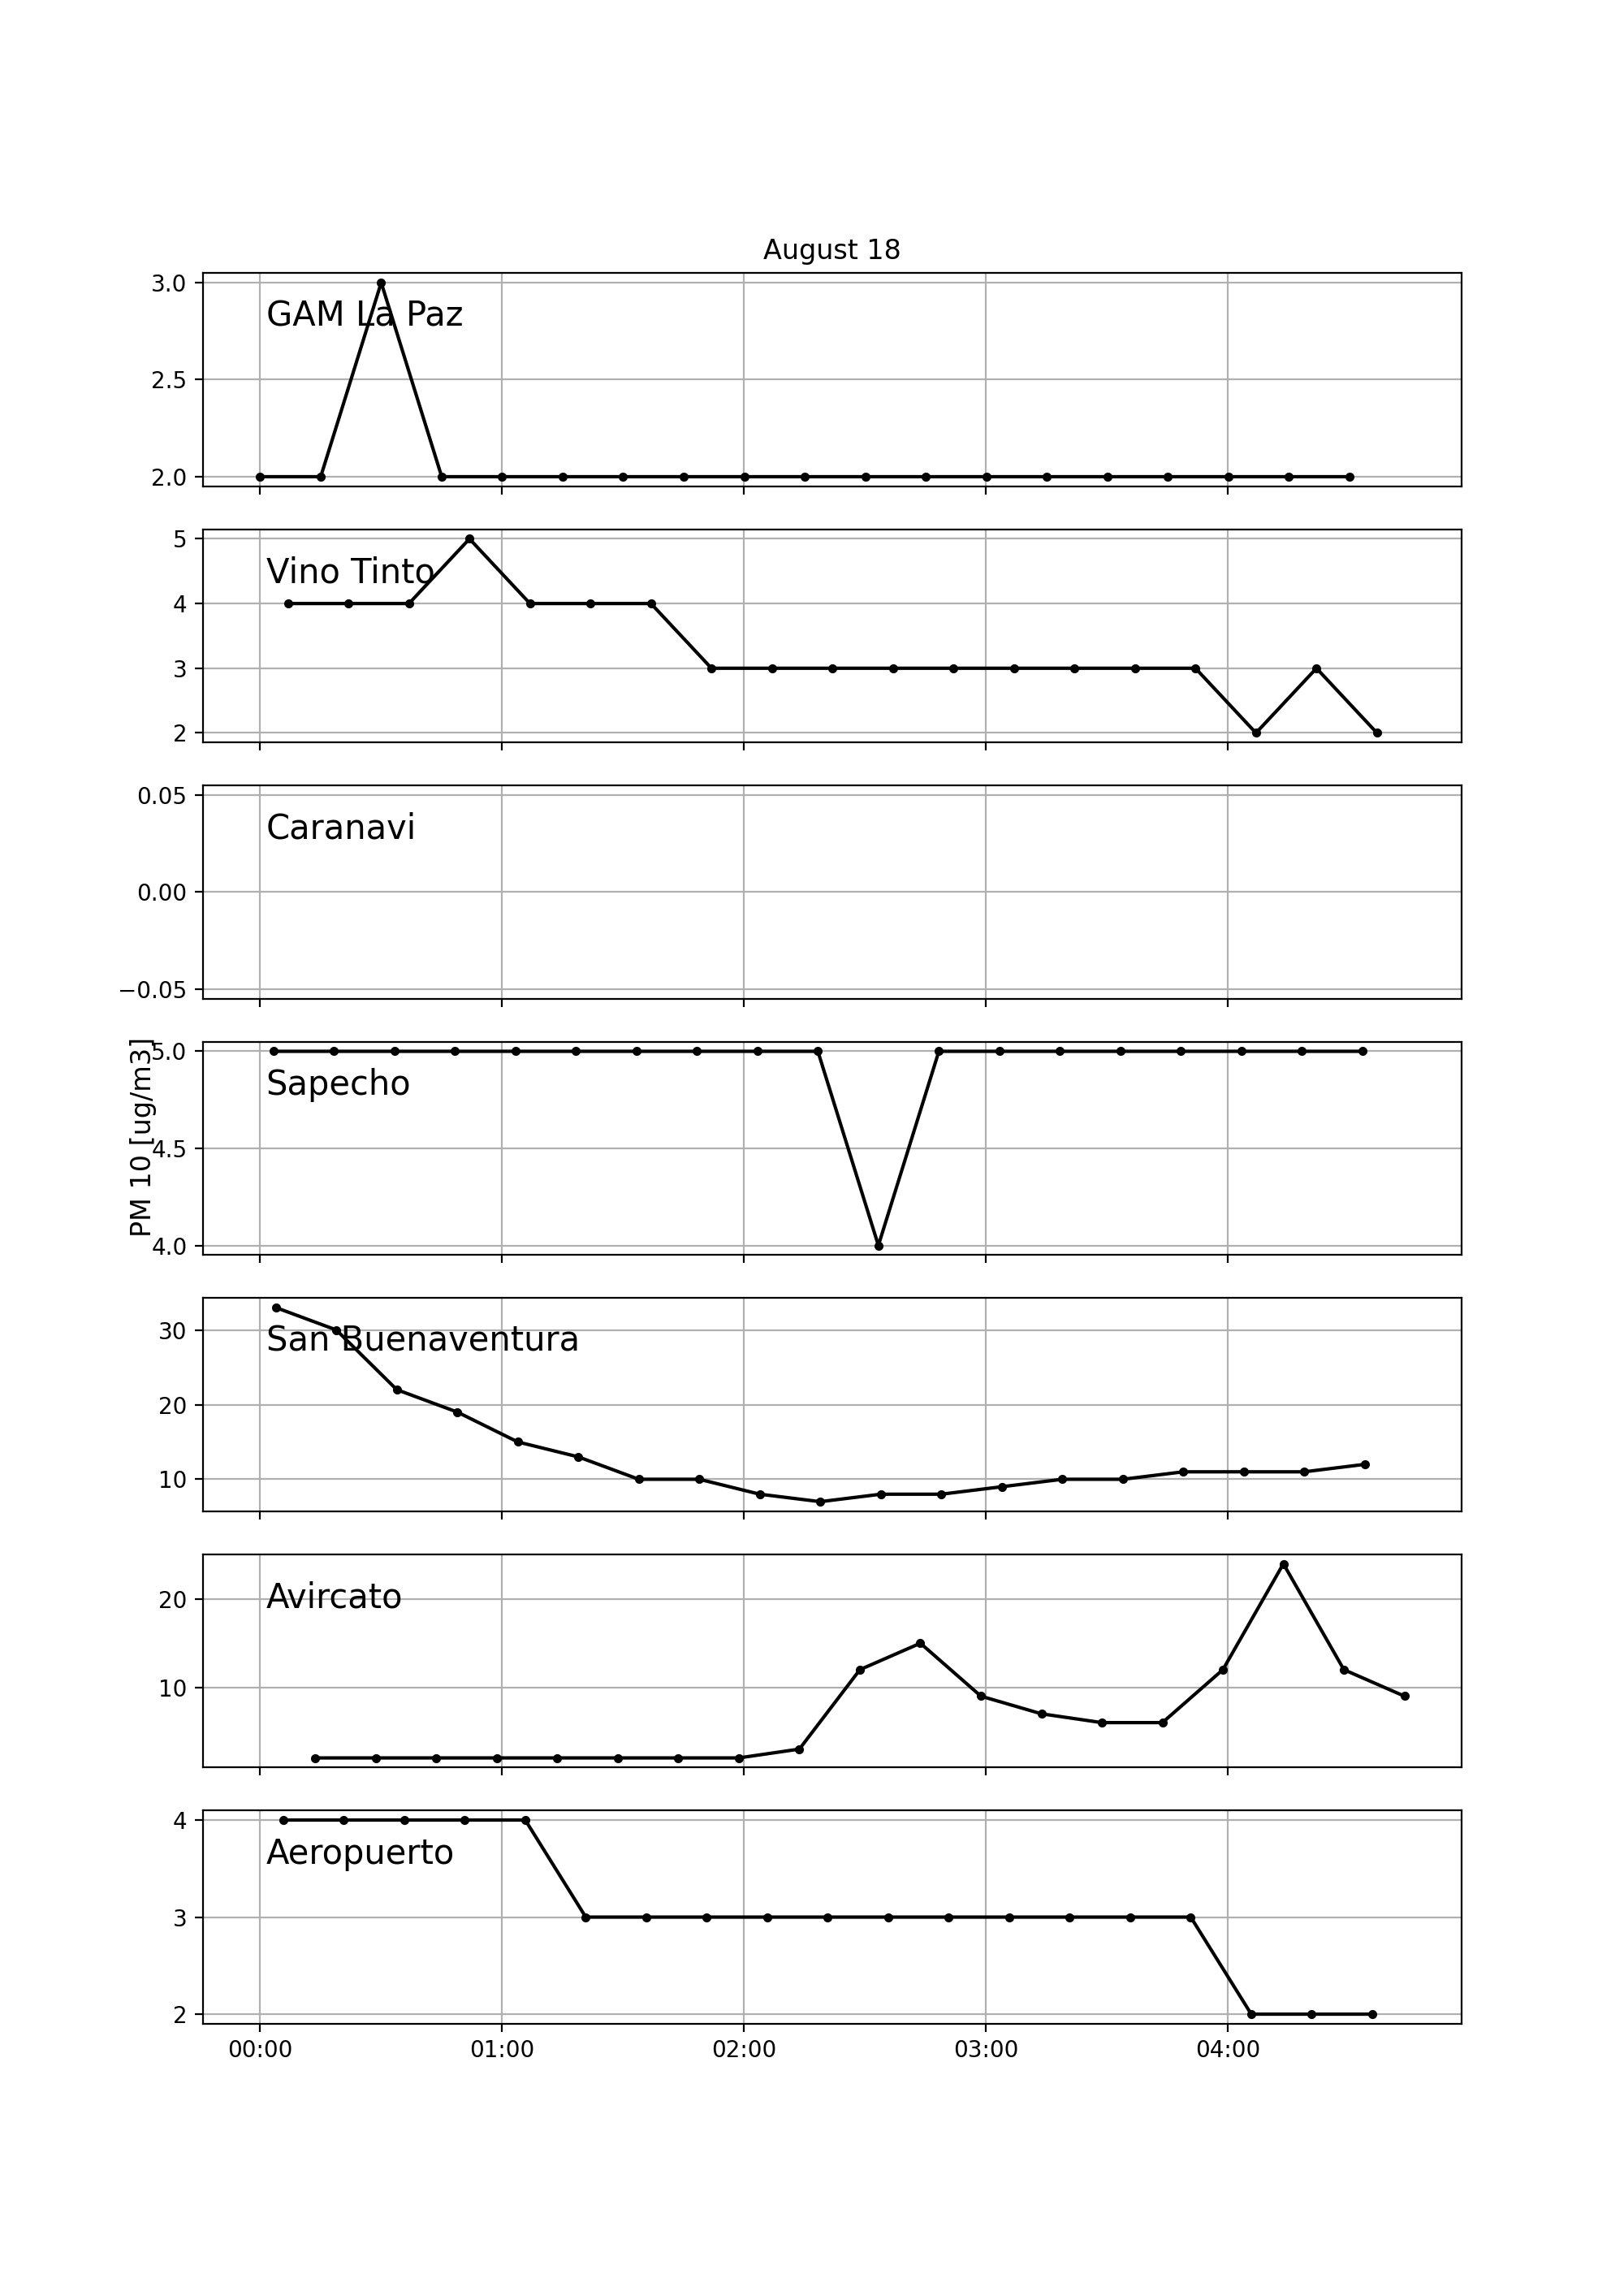 August 18
3.0
GAM La Paz
2.5
2.0
5
Vino Tinto
4
3
2
0.05
Caranavi
0.00
−0.05
PM 10 [ug/m3]
5.0
Sapecho
4.5
4.0
30
San Buenaventura
20
10
20
Avircato
10
4
Aeropuerto
3
2
00:00 01:00 02:00 03:00 04:00